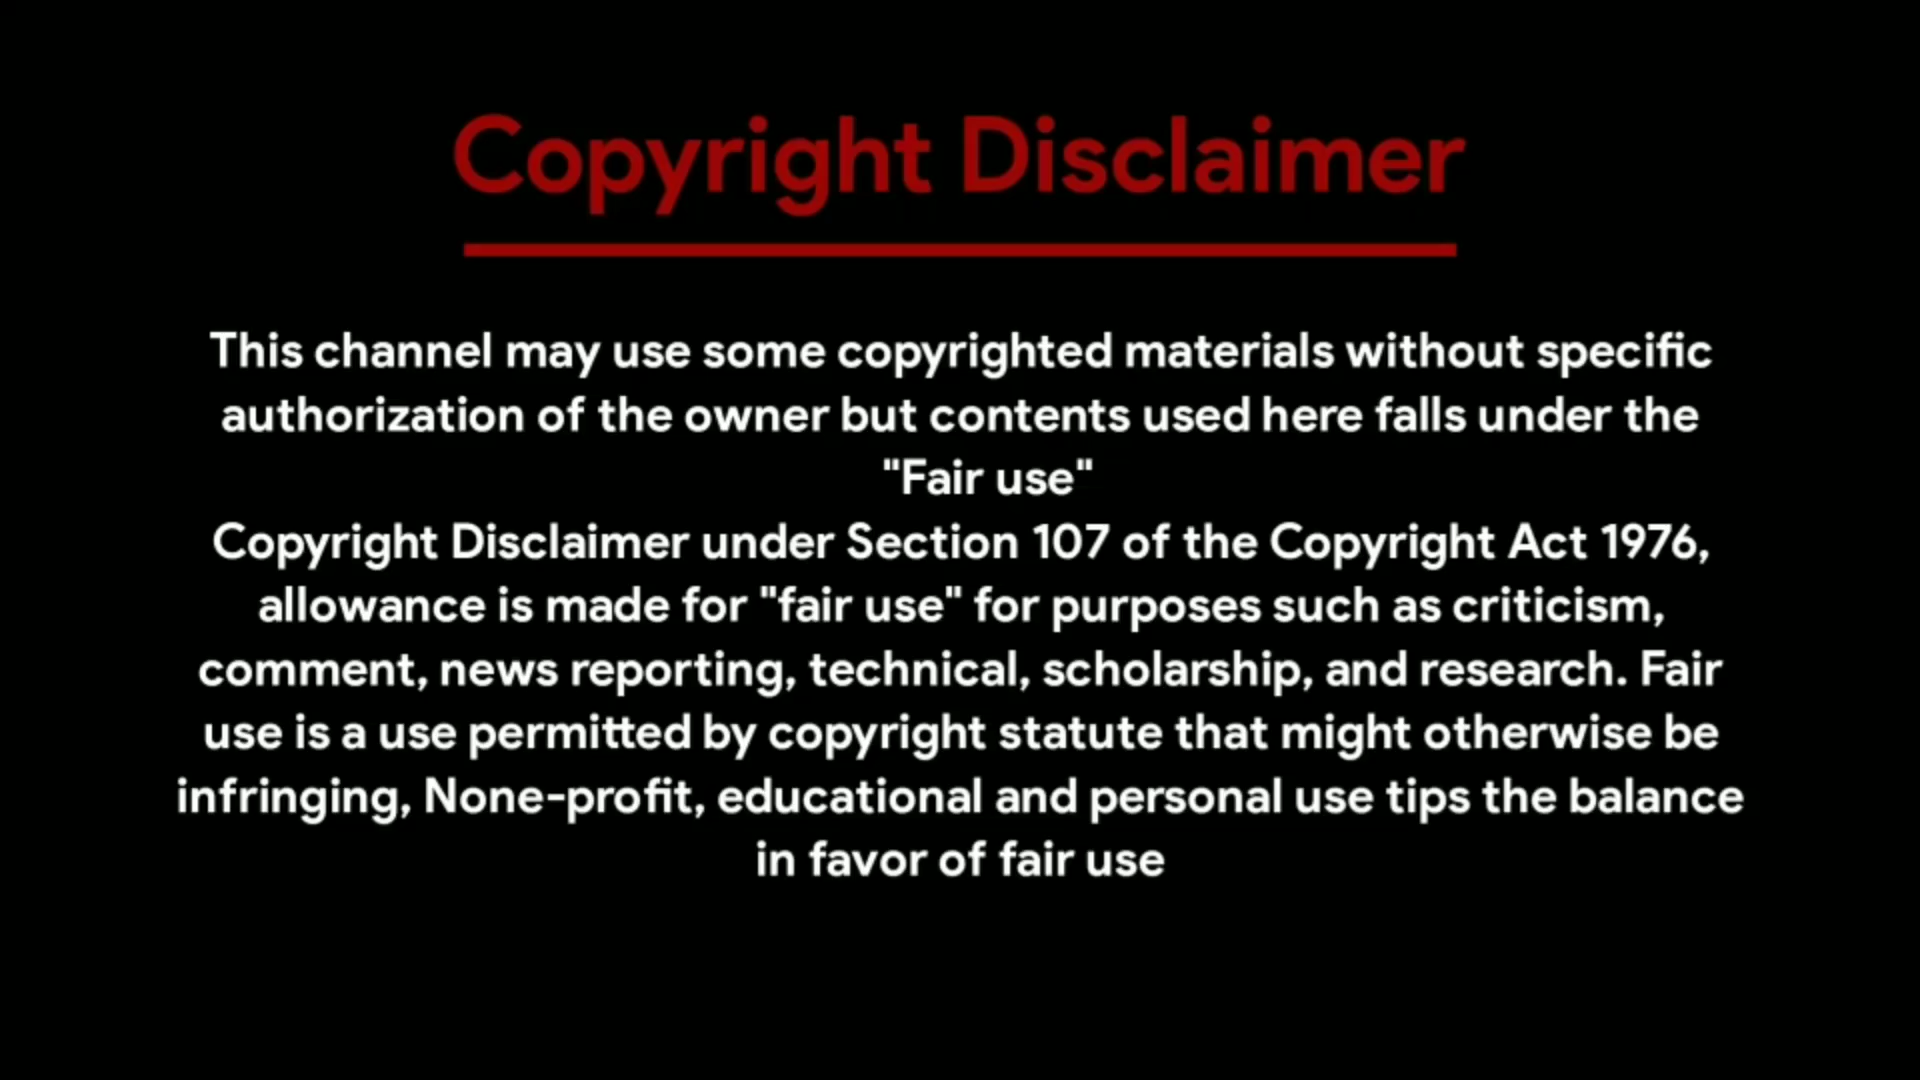 Copyright Disclaimer
This channel may use some copyrighted materials without specific
authorization of the owner but contents used here falls under the
"Fair use"
Copyright Disclaimer under Section 107 of the Copyright Act 1976,
allowance is made for "fair use" for purposes such as criticism,
comment, news reporting, technical, scholarship, and research. Fair
use is a use permitted by copyright statute that might otherwise be
infringing, None-profit, educational and personal use tips the balance
in favor of fair use